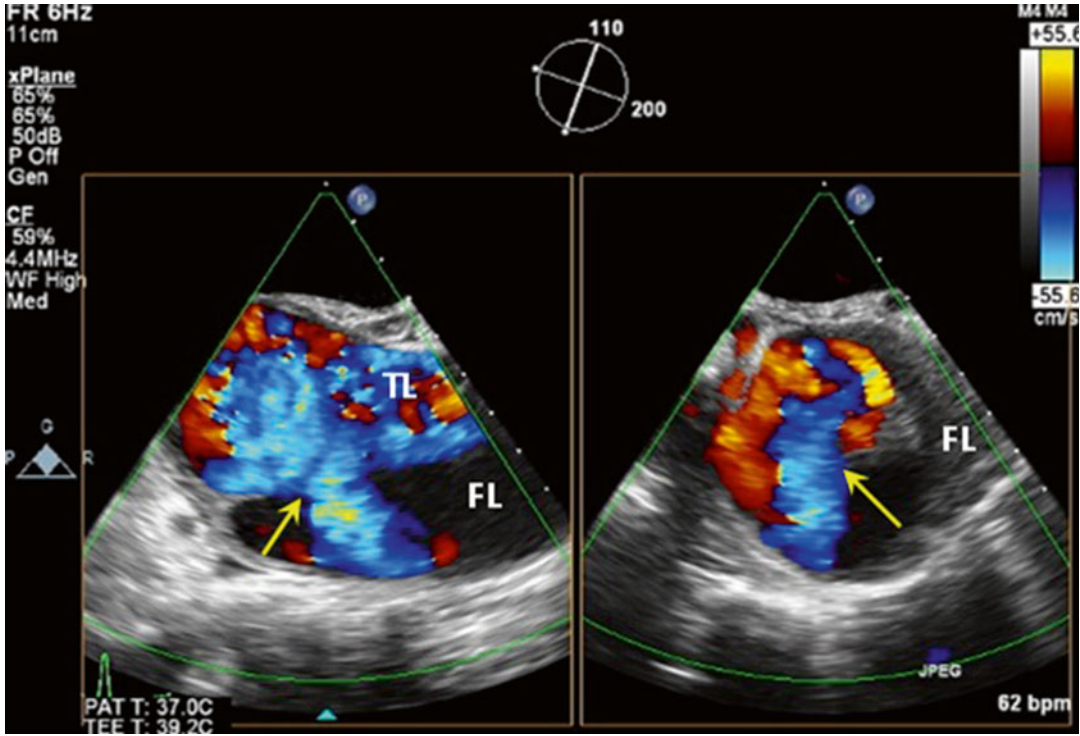 FR 6Hz
11cm
xPlane
65%
65%
50dB
P Off
Gen
CF
59%
4.4MHz
WF High
Med
110
200
M4 M4
+55.6
-55.6
cm/s
P
P
TL
FL
FL
G
P R
JPEG
PAT T: 37.0C
TEE T: 39.2C
62 bpm